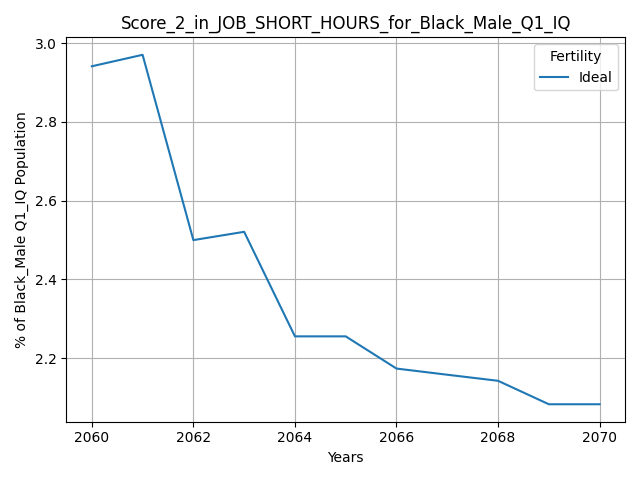 Score_2_in_JOB_SHORT_HOURS_for_Black_Male_Q1_IQ
3.0
2.8
2.6
2.4
2.2
% of Black_Male Q1_IQ Population
Fertility
Ideal
2060
2062
2064
2066
2068
2070
Years